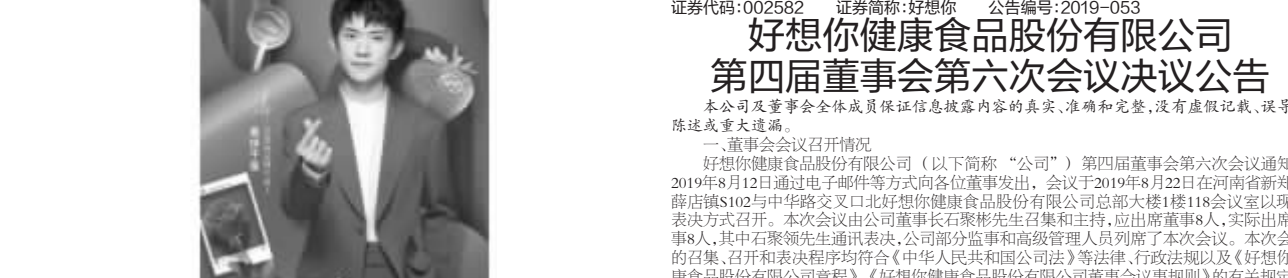 证券代码:002582 证券简称:好想你 公告编号:2019-053
好想你健康食品股份有限公司
第四届董事会第六次会议决议公告
本公司及董事会全体成员保证信息披露内容的真实、准确和完整,没有虚假记载、误导
陈述或重大遗漏。
一、董事会会议召开情况
好想你健康食品股份有限公司(以下简称“公司”)第四届董事会第六次会议通知
2019年8月12日通过电子邮件等方式向各位董事发出,会议于2019年8月22日在河南省新郑
薛店镇S102与中华路交叉口北好想你健康食品股份有限公司总部大楼1楼118会议室以现
表决方式召开。本次会议由公司董事长石聚彬先生召集和主持,应出席董事8人,实际出席
事8人,其中石聚领先生通讯表决,公司部分监事和高级管理人员列席了本次会议。本次会
的召集、召开和表决程序均符合《中华人民共和国公司法》等法律、行政法规以及《好想你
康食品股份有限公司章程》、《好想你健康食品股份有限公司董事会议事规则》的有关规定